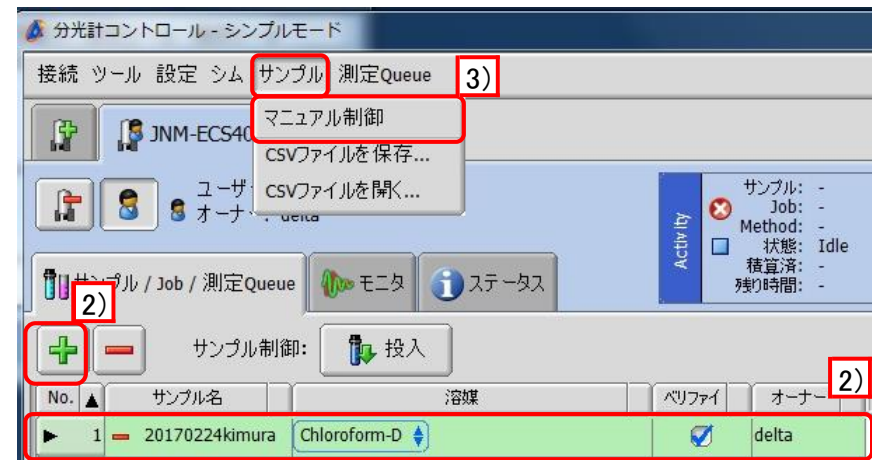 分光計コントロール - シンプルモード
接続 ツール 設定 シム サンプル 測定Queue 3)
マニュアル制御
JNM-ECS40
CSVファイルを保存...
CSVファイルを開く...
ユーザ
オーナー: delta
Activity
サンプル: -
Job: -
Method: -
状態: Idle
積算済: -
残り時間: -
サンプル / Job / 測定Queue モニタ ステータス
2)
サンプル制御: 投入
2)
No. サンプル名 溶媒 ベリファイ オーナー
1 20170224kimura Chloroform-D delta